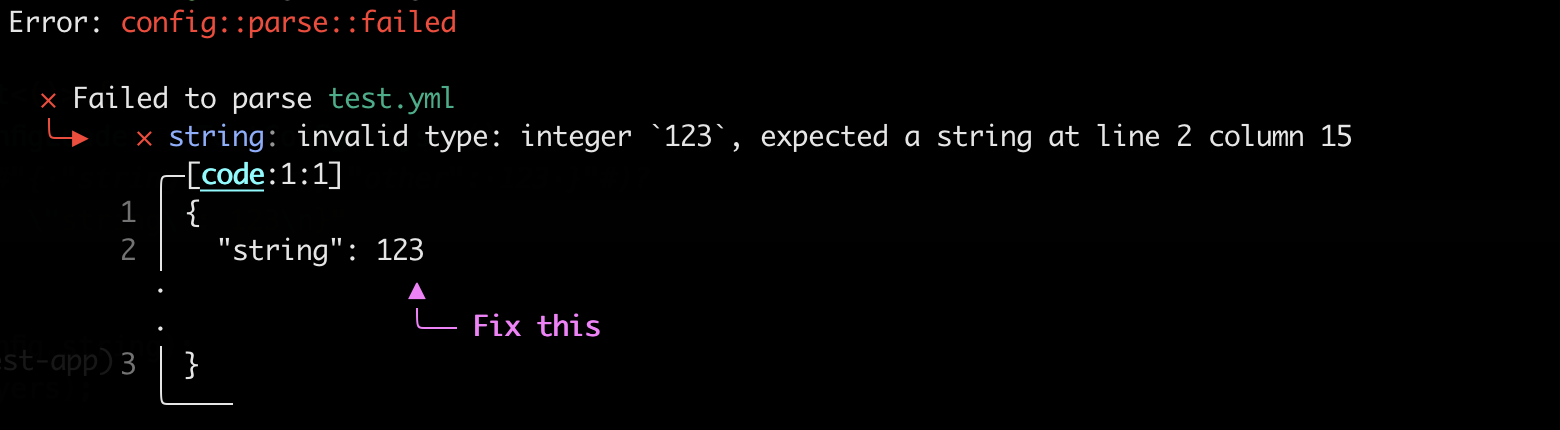 Error: config::parse::failed
× Failed to parse test.yml
× string: invalid type: integer `123`, expected a string at line 2 column 15
[code:1:1]
1 {
2 "string": 123
Fix this
3 }